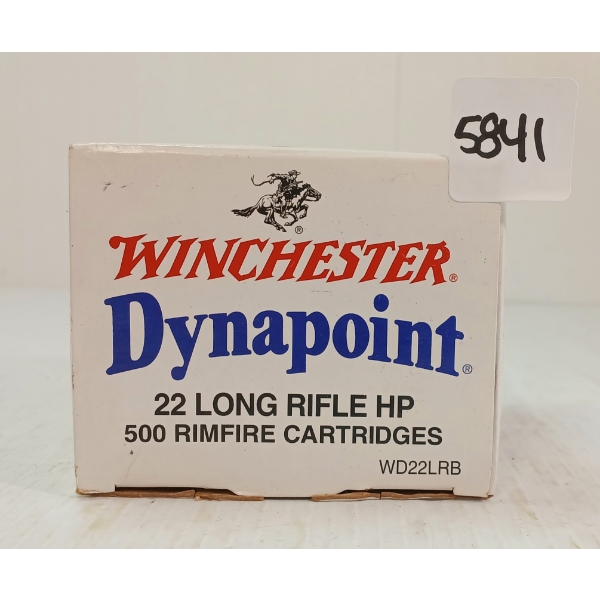 5841
WINCHESTER®
Dynapoint®
22 LONG RIFLE HP
500 RIMFIRE CARTRIDGES
WD22LRB